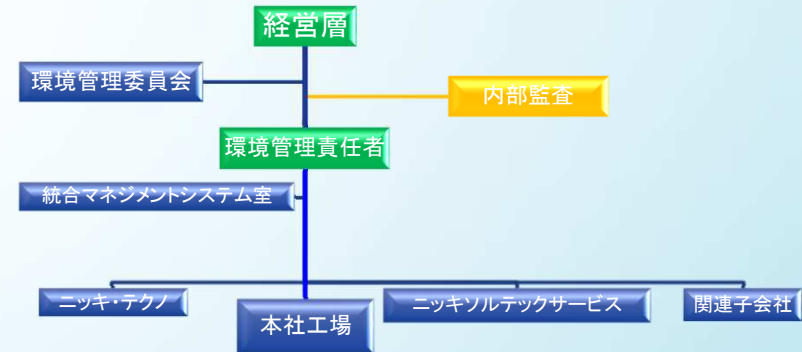 経営層
環境管理委員会
内部監査
環境管理責任者
統合マネジメントシステム室
ニッキ・テクノ
本社工場
ニッキソルテックサービス
関連子会社